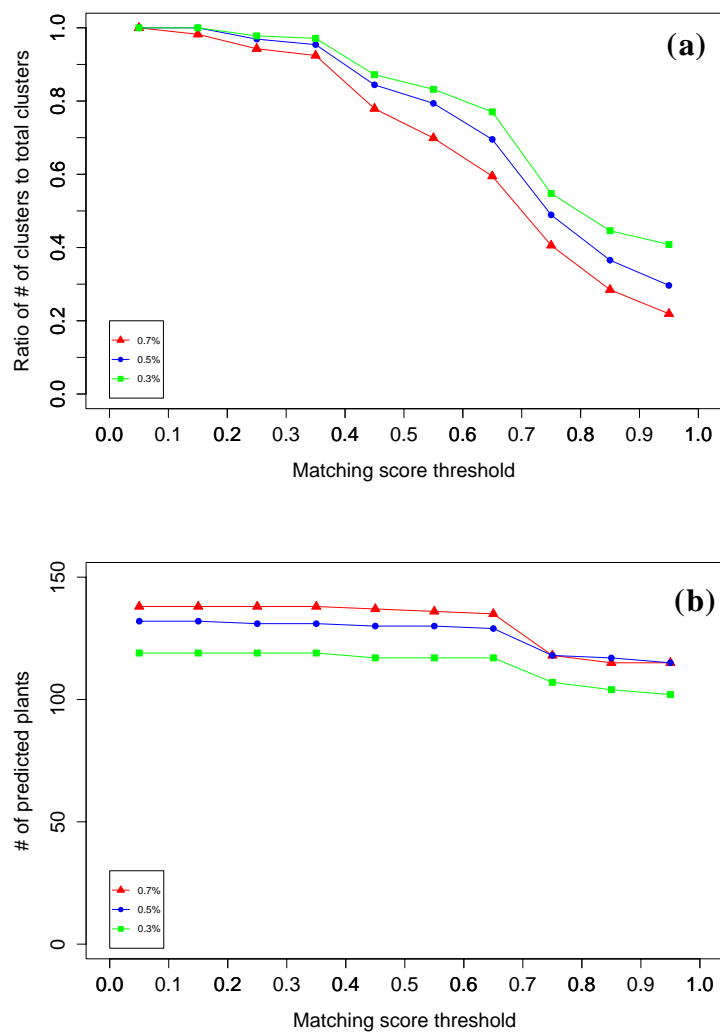 (a)
Ratio of # of clusters to total clusters
1.0
0.8
0.6
0.4
0.2
0.0
0.7%
0.5%
0.3%
0.0 0.1 0.2 0.3 0.4 0.5 0.6 0.7 0.8 0.9 1.0
Matching score threshold
(b)
# of predicted plants
150
100
50
0
0.7%
0.5%
0.3%
0.0 0.1 0.2 0.3 0.4 0.5 0.6 0.7 0.8 0.9 1.0
Matching score threshold